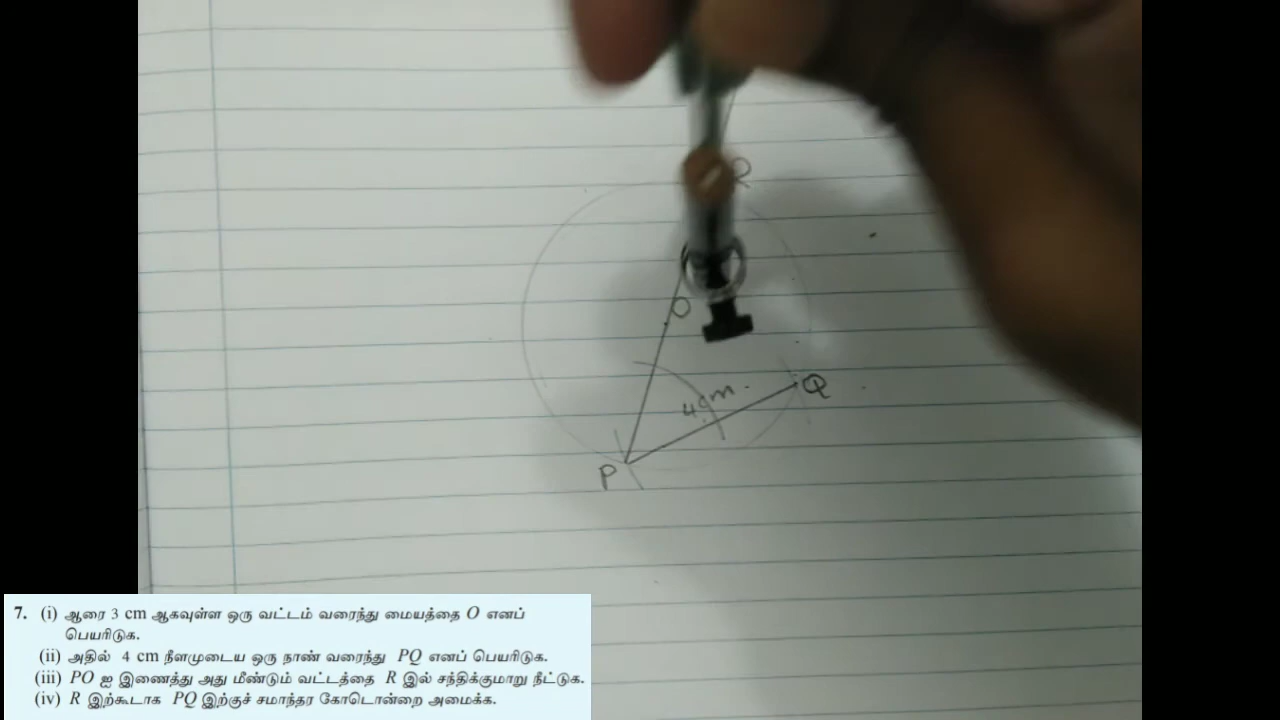 R
O
4cm.
Q
P
7. (i) ஆரை 3 cm ஆகவுள்ள ஒரு வட்டம் வரைந்து மையத்தை O எனப்
பெயரிடுக.
(ii) அதில் 4 cm நீளமுடைய ஒரு நாண் வரைந்து PQ எனப் பெயரிடுக.
(iii) PO ஐ இணைத்து அது மீண்டும் வட்டத்தை R இல் சந்திக்குமாறு நீட்டுக.
(iv) R இற்கூடாக PQ இற்குச் சமாந்தர கோடொன்றை அமைக்க.